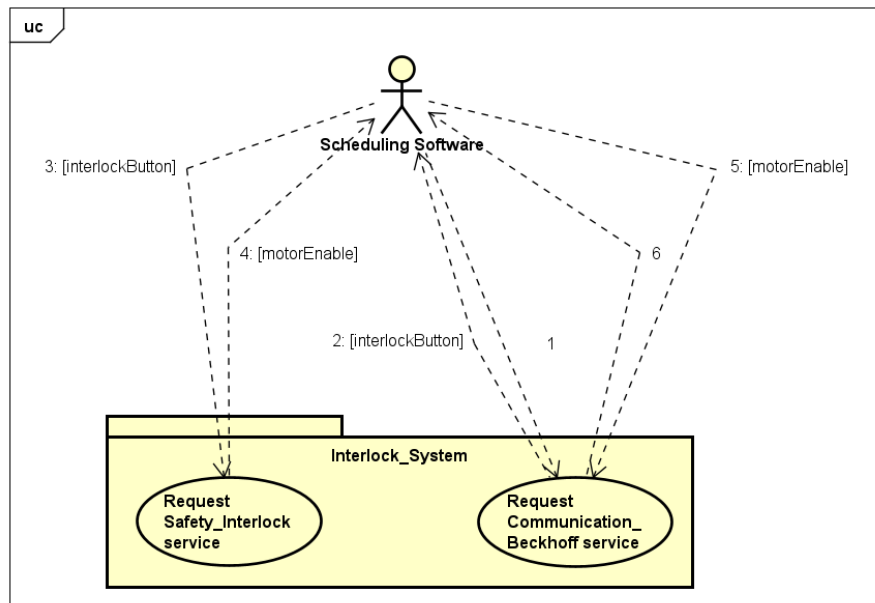 uc
Scheduling Software
3: [interlockButton]
5: [motorEnable]
4: [motorEnable]
6
2: [interlockButton]
1
Interlock_System
Request
Safety_Interlock
service
Request
Communication_
Beckhoff service